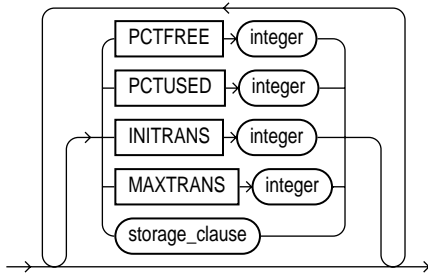 PCTFREE integer
PCTUSED integer
INITRANS integer
MAXTRANS integer
storage_clause